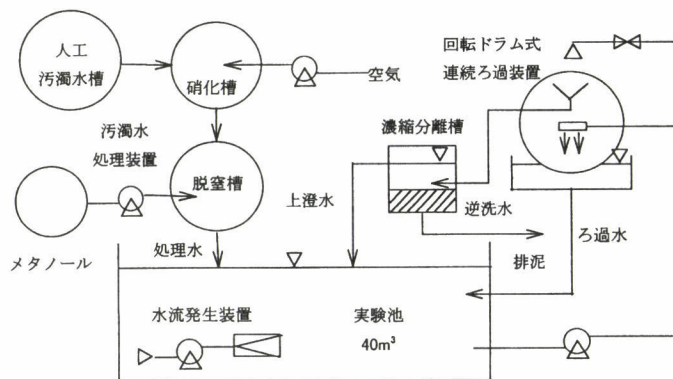 人工
汚濁水槽
硝化槽
空気
回転ドラム式
連続ろ過装置
汚濁水
処理装置
脱窒槽
濃縮分離槽
上澄水
逆洗水
メタノール
処理水
排泥
ろ過水
水流発生装置
実験池
40m³